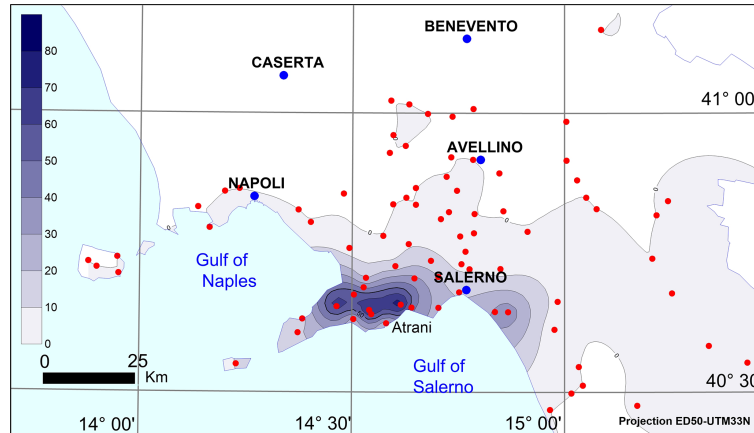 80
70
60
50
40
30
20
10
0
BENEVENTO
CASERTA
41° 00'
AVELLINO
NAPOLI
Gulf of
Naples
SALERNO
Atrani
Gulf of
Salerno
0 25
Km
40° 30'
14° 00' 14° 30' 15° 00'
Projection ED50-UTM33N